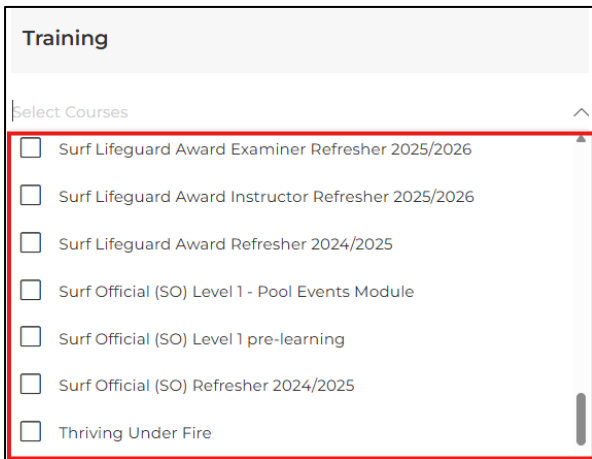 Training
Select Courses
Surf Lifeguard Award Examiner Refresher 2025/2026
Surf Lifeguard Award Instructor Refresher 2025/2026
Surf Lifeguard Award Refresher 2024/2025
Surf Official (SO) Level 1 - Pool Events Module
Surf Official (SO) Level 1 pre-learning
Surf Official (SO) Refresher 2024/2025
Thriving Under Fire